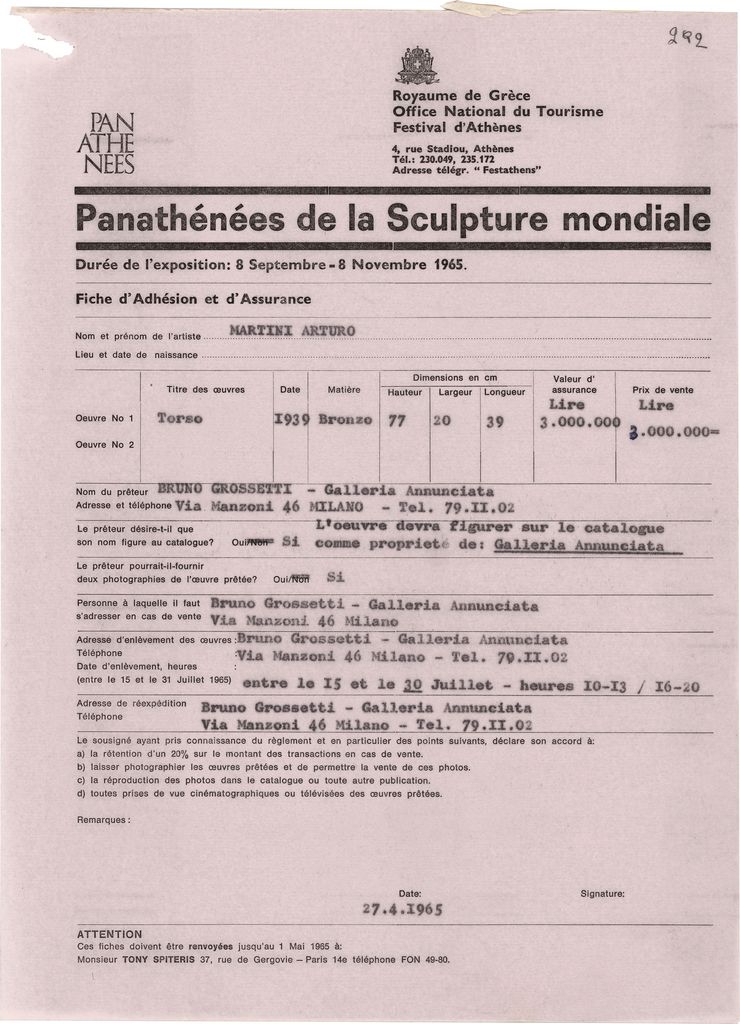 292
PAN
ATHE
NEES
Royaume de Grèce
Office National du Tourisme
Festival d'Athènes
4, rue Stadiou, Athènes
Tél.: 230.049, 235.172
Adresse télégr. “ Festathens”
Panathénées de la Sculpture mondiale
Durée de l'exposition: 8 Septembre - 8 Novembre 1965.
Fiche d'Adhésion et d'Assurance
Nom et prénom de l'artiste ..... MARTINI ARTURO
Lieu et date de naissance
Titre des œuvres Date Matière Dimensions en cm Valeur d' assurance Prix de vente
Hauteur Largeur Longueur
Lire Lire
Oeuvre No 1 Torso 1939 Bronzo 77 20 39 3.000.000 3.000.000=
Oeuvre No 2
Nom du prêteur BRUNO GROSSETTI - Galleria Annunciata
Adresse et téléphone Via Manzoni 46 MILANO - Tel. 79.II.02
Le prêteur désire-t-il que L'oeuvre devra figurer sur le catalogue
son nom figure au catalogue? Oui/Non Si comme proprieté de: Galleria Annunciata
Le prêteur pourrait-il-fournir
deux photographies de l'œuvre prêtée? Oui/Non Si
Personne à laquelle il faut Bruno Grossetti - Galleria Annunciata
s'adresser en cas de vente Via Manzoni 46 Milano
Adresse d'enlèvement des œuvres : Bruno Grossetti - Galleria Annunciata
Téléphone : Via Manzoni 46 Milano - Tel. 79.II.02
Date d'enlèvement, heures :
(entre le 15 et le 31 Juillet 1965) entre le I5 et le 30 Juillet - heures IO-I3 / I6-20
Adresse de réexpédition Bruno Grossetti - Galleria Annunciata
Téléphone Via Manzoni 46 Milano - Tel. 79.II.02
Le sousigné ayant pris connaissance du règlement et en particulier des points suivants, déclare son accord à:
a) la rétention d'un 20% sur le montant des transactions en cas de vente.
b) laisser photographier les œuvres prêtées et de permettre la vente de ces photos.
c) la réproduction des photos dans le catalogue ou toute autre publication.
d) toutes prises de vue cinématographiques ou télévisées des œuvres prêtées.
Remarques :
Date: Signature:
27.4.1965
ATTENTION
Ces fiches doivent être renvoyées jusqu'au 1 Mai 1965 à:
Monsieur TONY SPITERIS 37, rue de Gergovie – Paris 14e téléphone FON 49-80.